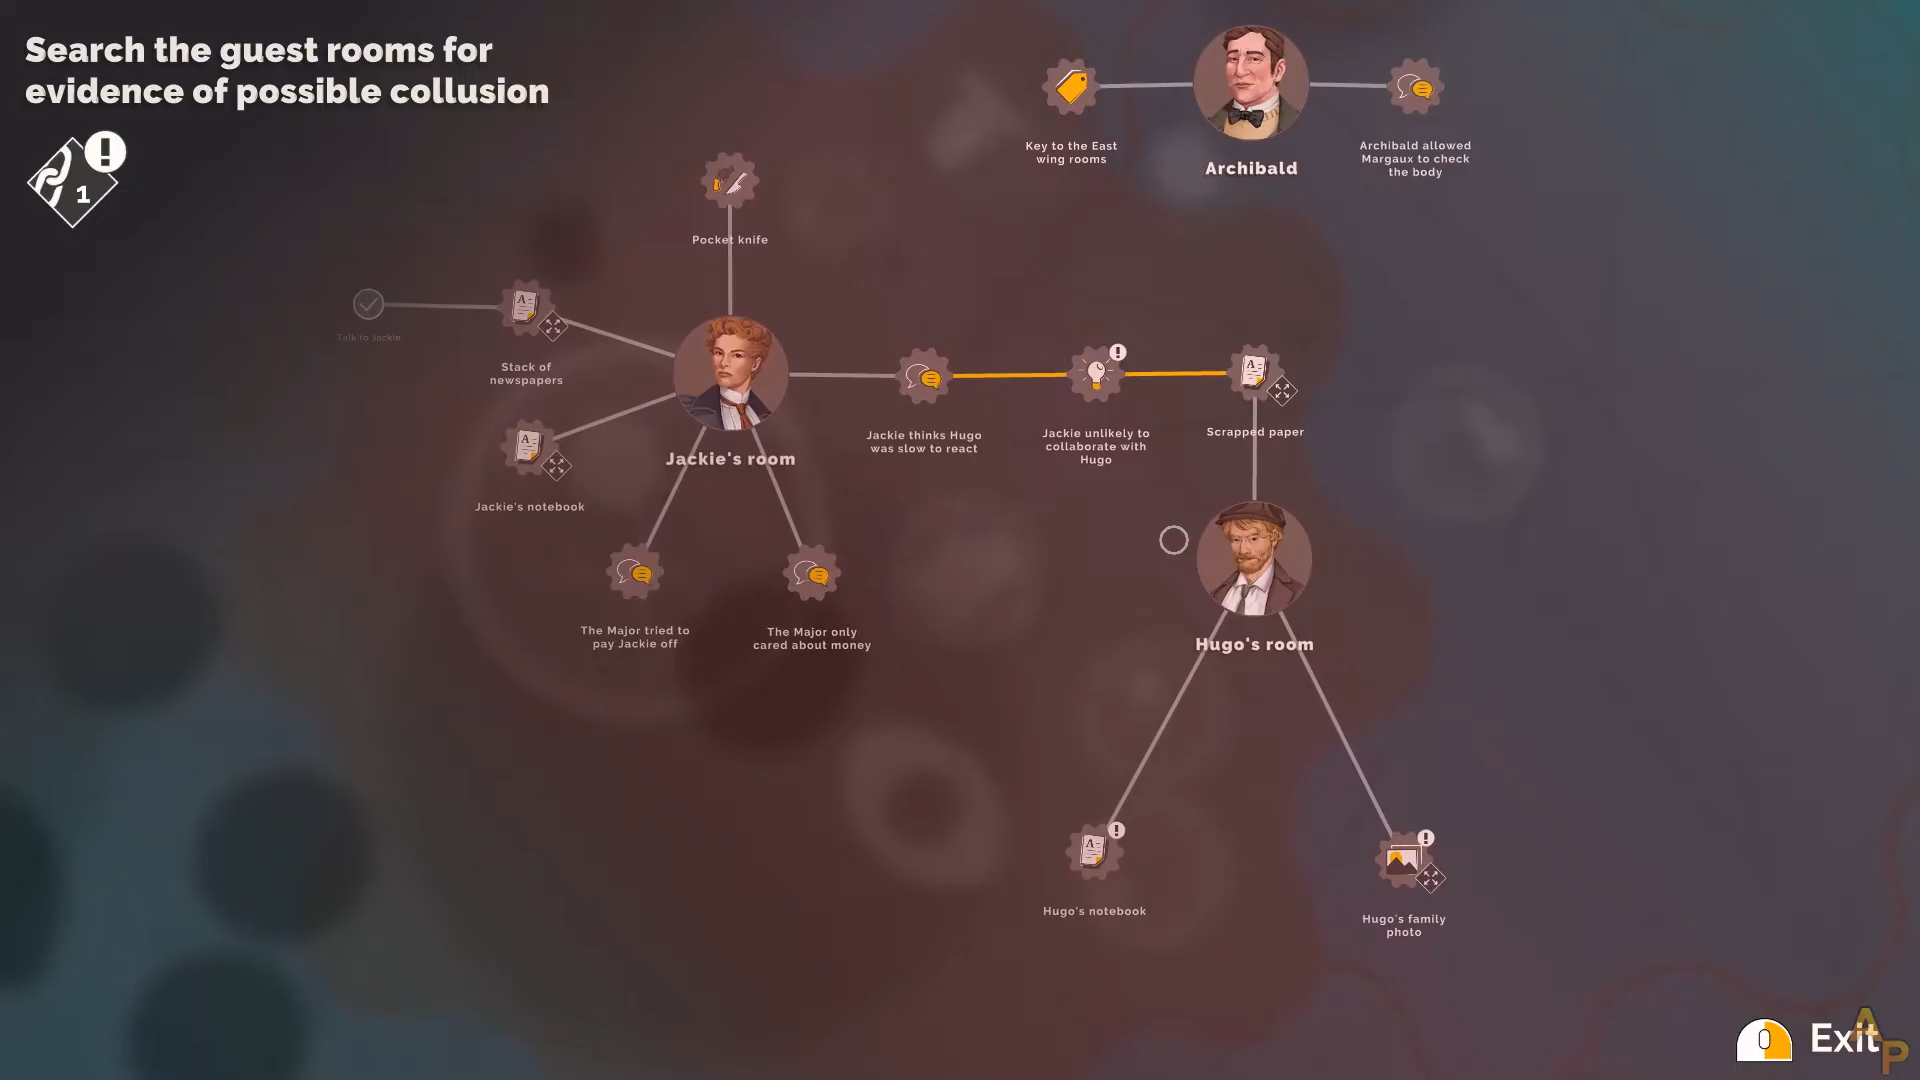 Search the guest rooms for
evidence of possible collusion
1
Key to the East
wing rooms
Archibald
Archibald allowed
Margaux to check
the body
Pocket knife
Talk to Jackie
Stack of
newspapers
Jackie's room
Jackie thinks Hugo
was slow to react
Jackie unlikely to
collaborate with
Hugo
Scrapped paper
Jackie's notebook
The Major tried to
pay Jackie off
The Major only
cared about money
Hugo's room
Hugo's notebook
Hugo's family
photo
Exit
AP